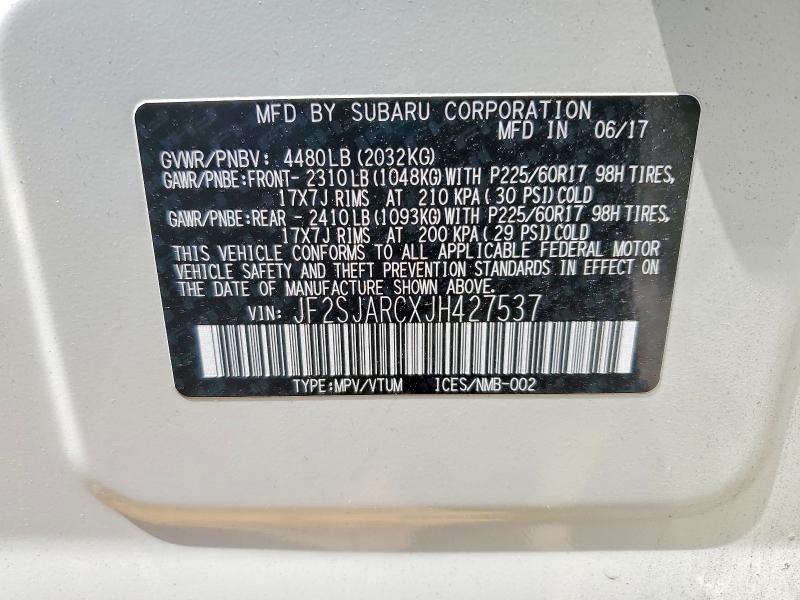 MFD BY SUBARU CORPORATION
MFD IN 06/17
GVWR/PNBV: 4480LB(2032KG)
GAWR/PNBE:FRONT- 2310LB(1048KG)WITH P225/60R17 98H TIRES,
17X7J RIMS AT 210 KPA( 30 PSI)COLD
GAWR/PNBE:REAR - 2410LB(1093KG)WITH P225/60R17 98H TIRES,
17X7J RIMS AT 200 KPA( 29 PSI)COLD
THIS VEHICLE CONFORMS TO ALL APPLICABLE FEDERAL MOTOR
VEHICLE SAFETY AND THEFT PREVENTION STANDARDS IN EFFECT ON
THE DATE OF MANUFACTURE SHOWN ABOVE.
VIN: JF2SJARCXJH427537
TYPE:MPV/VTUM ICES/NMB-002